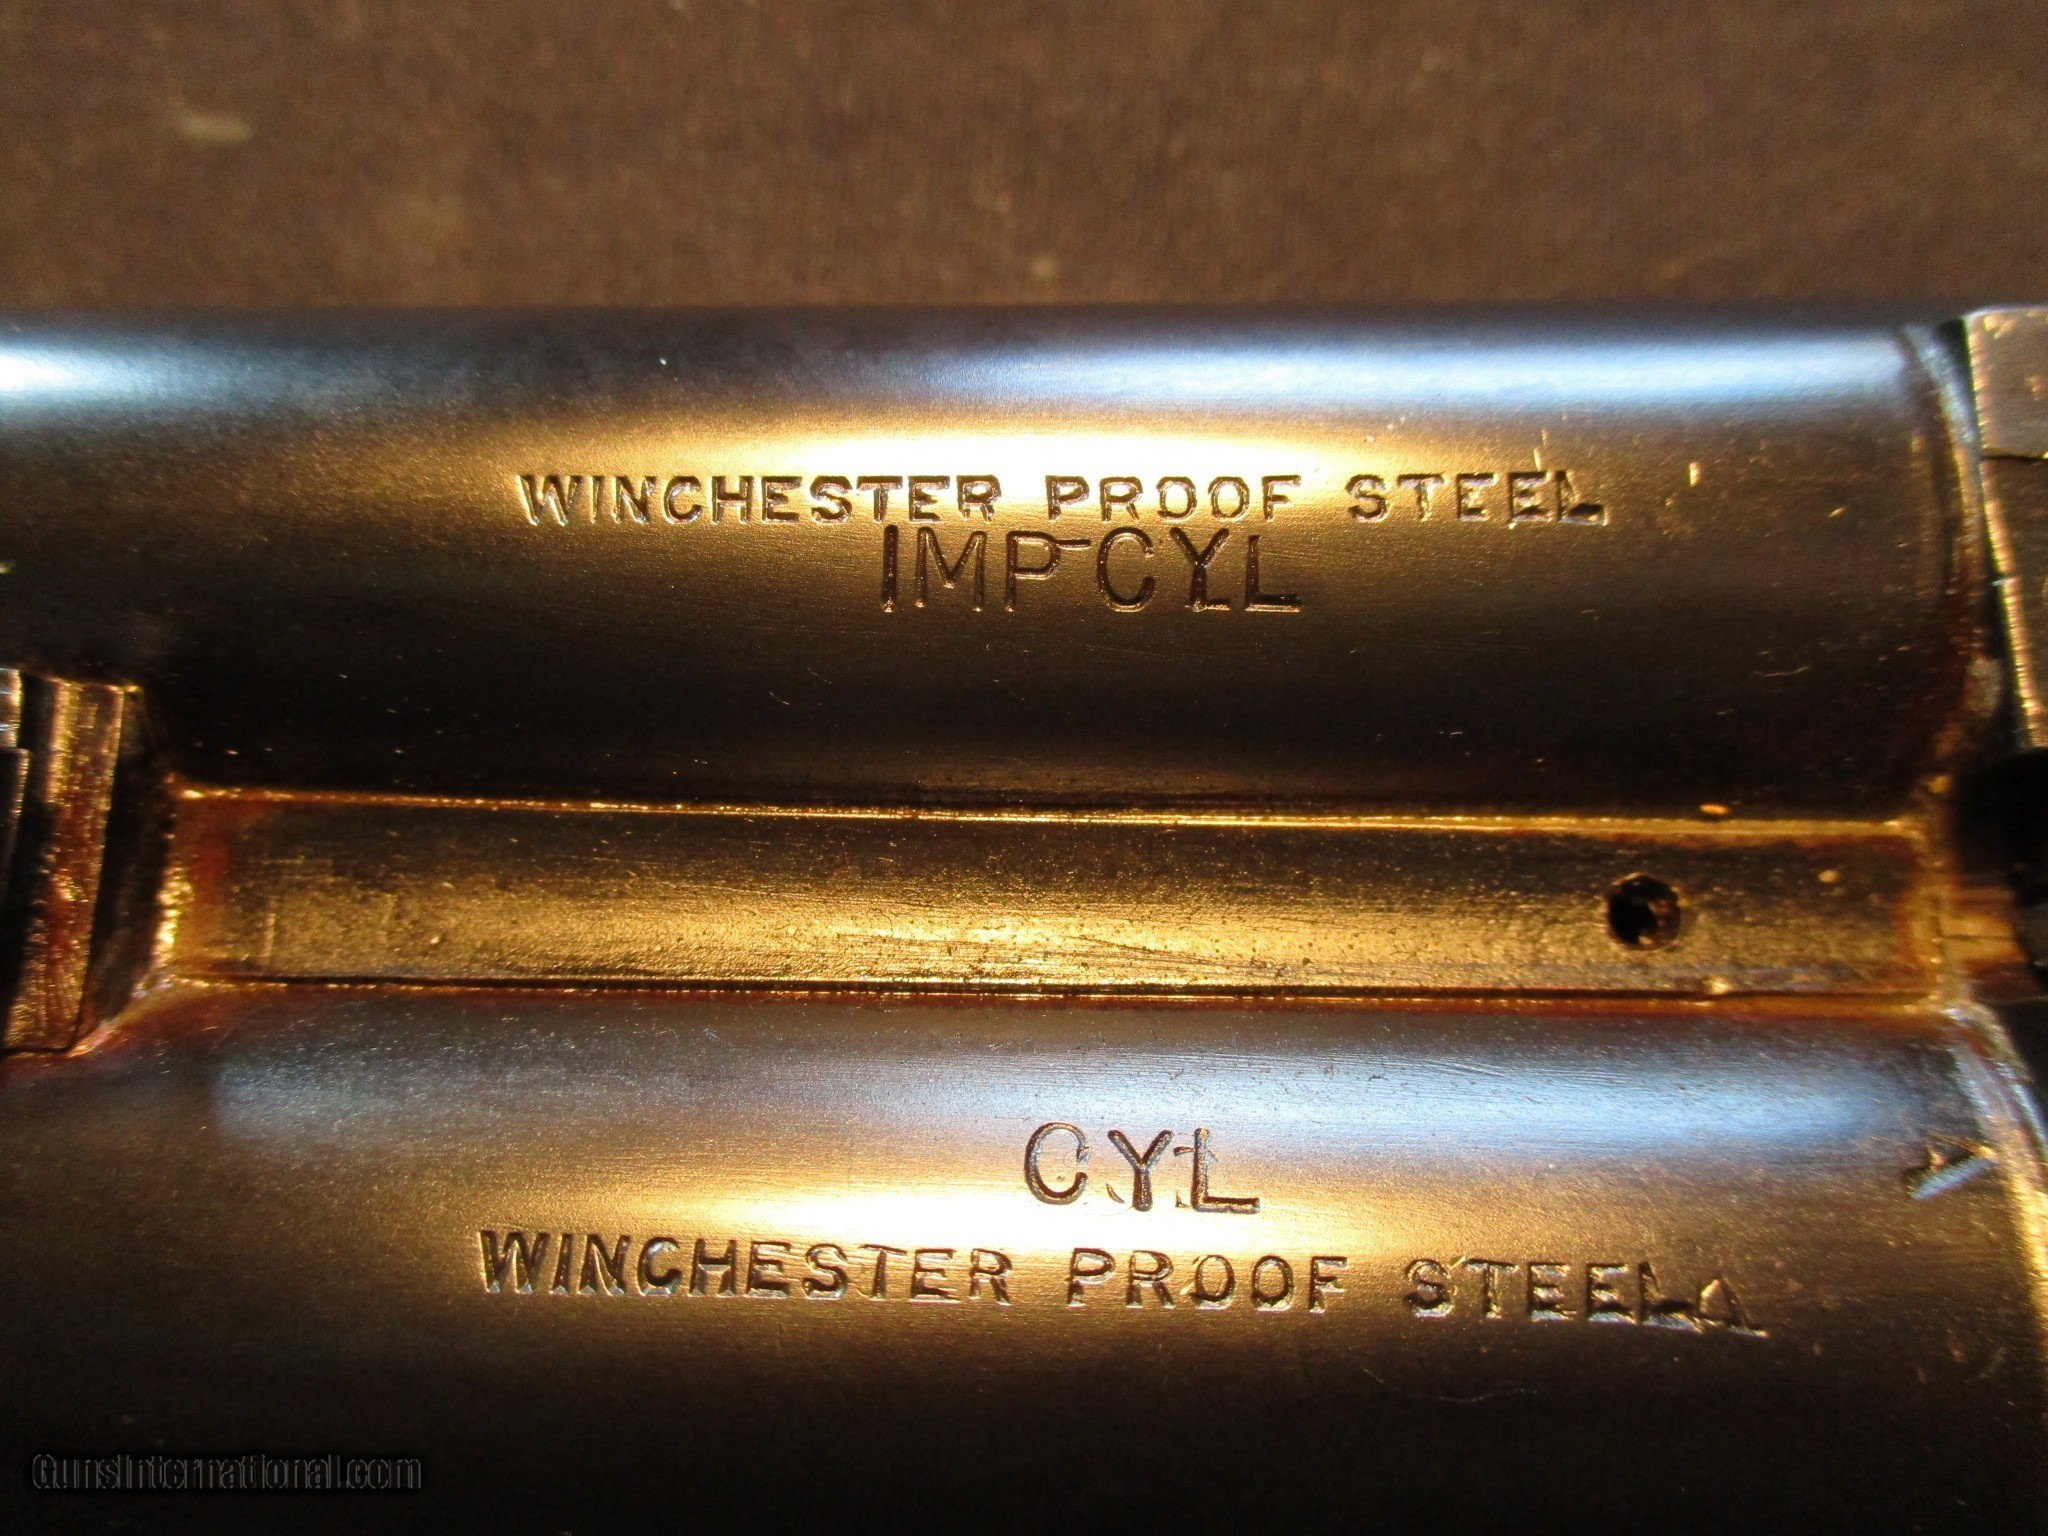 WINCHESTER PROOF STEEL
IMP-CYL
CYL
WINCHESTER PROOF STEEL
GunsInternational.com